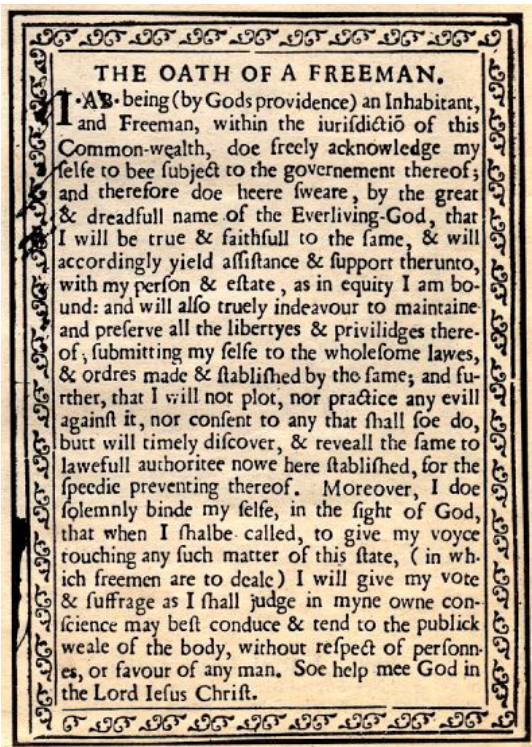 THE OATH OF A FREEMAN.
I·AB·being (by Gods providence) an Inhabitant,
and Freeman, within the iuriſdictiō of this
Common-wealth, doe freely acknowledge my
ſelfe to bee ſubject to the governement thereof;
and therefore doe heere ſweare, by the great
& dreadfull name of the Everliving-God, that
I will be true & faithfull to the ſame, & will
accordingly yield aſſiſtance & ſupport therunto,
with my perſon & eſtate, as in equity I am bo-
und: and will alſo truely indeavour to maintaine
and preſerve all the libertyes & privilidges there-
of, ſubmitting my ſelfe to the wholeſome lawes,
& ordres made & ſtabliſhed by the ſame; and fu-
rther, that I will not plot, nor practice any evill
againſt it, nor conſent to any that ſhall ſoe do,
butt will timely diſcover, & reveall the ſame to
lawefull authoritee nowe here ſtabliſhed, for the
ſpeedie preventing thereof. Moreover, I doe
ſolemnly binde my ſelfe, in the ſight of God,
that when I ſhalbe called, to give my voyce
touching any ſuch matter of this ſtate, (in wh-
ich freemen are to deale) I will give my vote
& ſuffrage as I ſhall judge in myne owne con-
ſcience may beſt conduce & tend to the publick
weale of the body, without reſpect of perſonn-
es, or favour of any man. Soe help mee God in
the Lord Ieſus Chriſt.